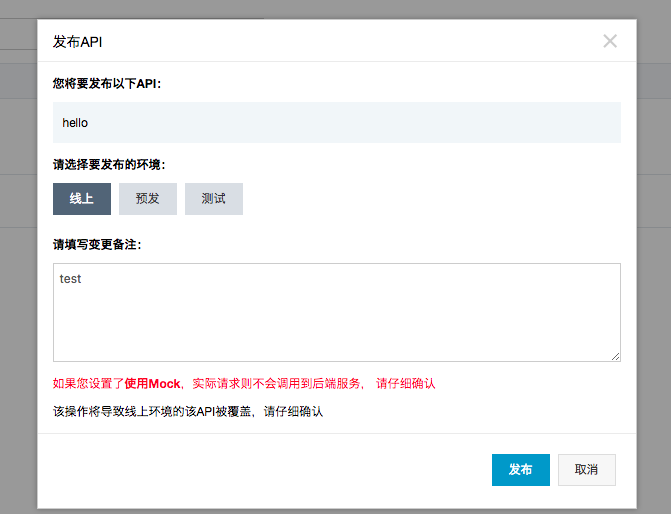 发布API
您将要发布以下API：
hello
请选择要发布的环境：
线上 预发 测试
请填写变更备注：
test
如果您设置了使用Mock，实际请求则不会调用到后端服务， 请仔细确认
该操作将导致线上环境的该API被覆盖，请仔细确认
发布 取消